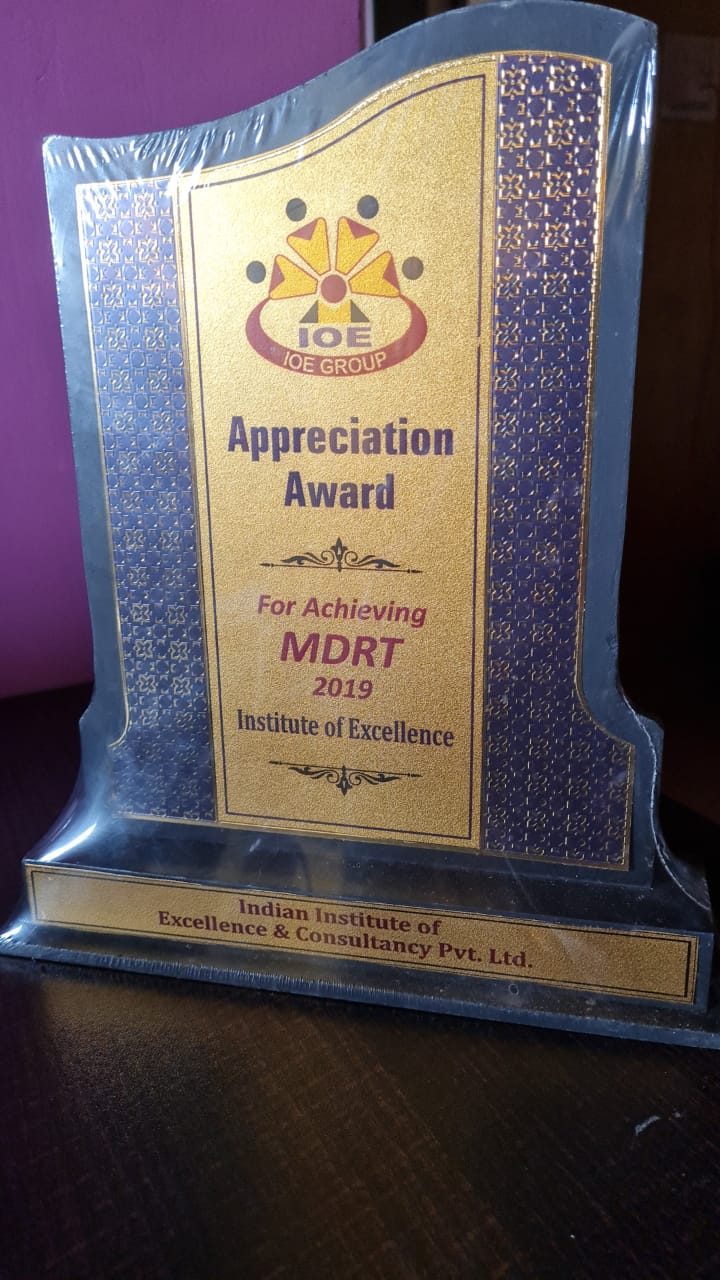 IOE
IOE GROUP
Appreciation
Award
For Achieving
MDRT
2019
Institute of Excellence
Indian Institute of
Excellence & Consultancy Pvt. Ltd.